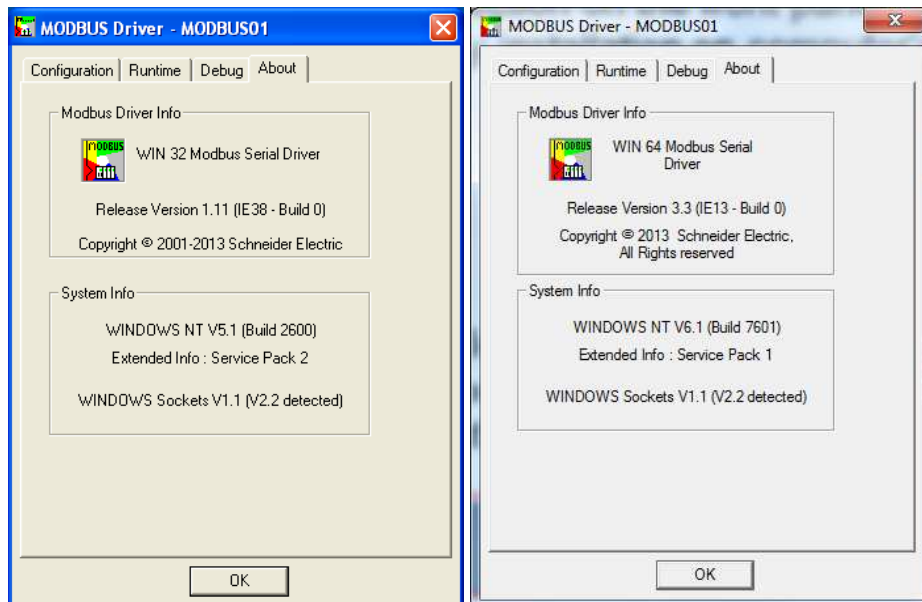 MODBUS Driver - MODBUS01
Configuration Runtime Debug About
Modbus Driver Info
MODBUS
WIN 32 Modbus Serial Driver
Release Version 1.11 (IE38 - Build 0)
Copyright © 2001-2013 Schneider Electric
System Info
WINDOWS NT V5.1 (Build 2600)
Extended Info : Service Pack 2
WINDOWS Sockets V1.1 (V2.2 detected)
OK
MODBUS Driver - MODBUS01
Configuration Runtime Debug About
Modbus Driver Info
MODBUS
WIN 64 Modbus Serial
Driver
Release Version 3.3 (IE13 - Build 0)
Copyright © 2013 Schneider Electric,
All Rights reserved
System Info
WINDOWS NT V6.1 (Build 7601)
Extended Info : Service Pack 1
WINDOWS Sockets V1.1 (V2.2 detected)
OK